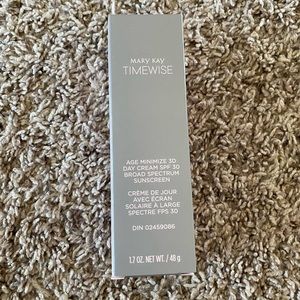 MARY KAY
TIMEWISE
AGE MINIMIZE 3D
DAY CREAM SPF 30
BROAD SPECTRUM
SUNSCREEN
CRÈME DE JOUR
AVEC ÉCRAN
SOLAIRE À LARGE
SPECTRE FPS 30
DIN 02459086
1.7 OZ. NET WT. / 48 g